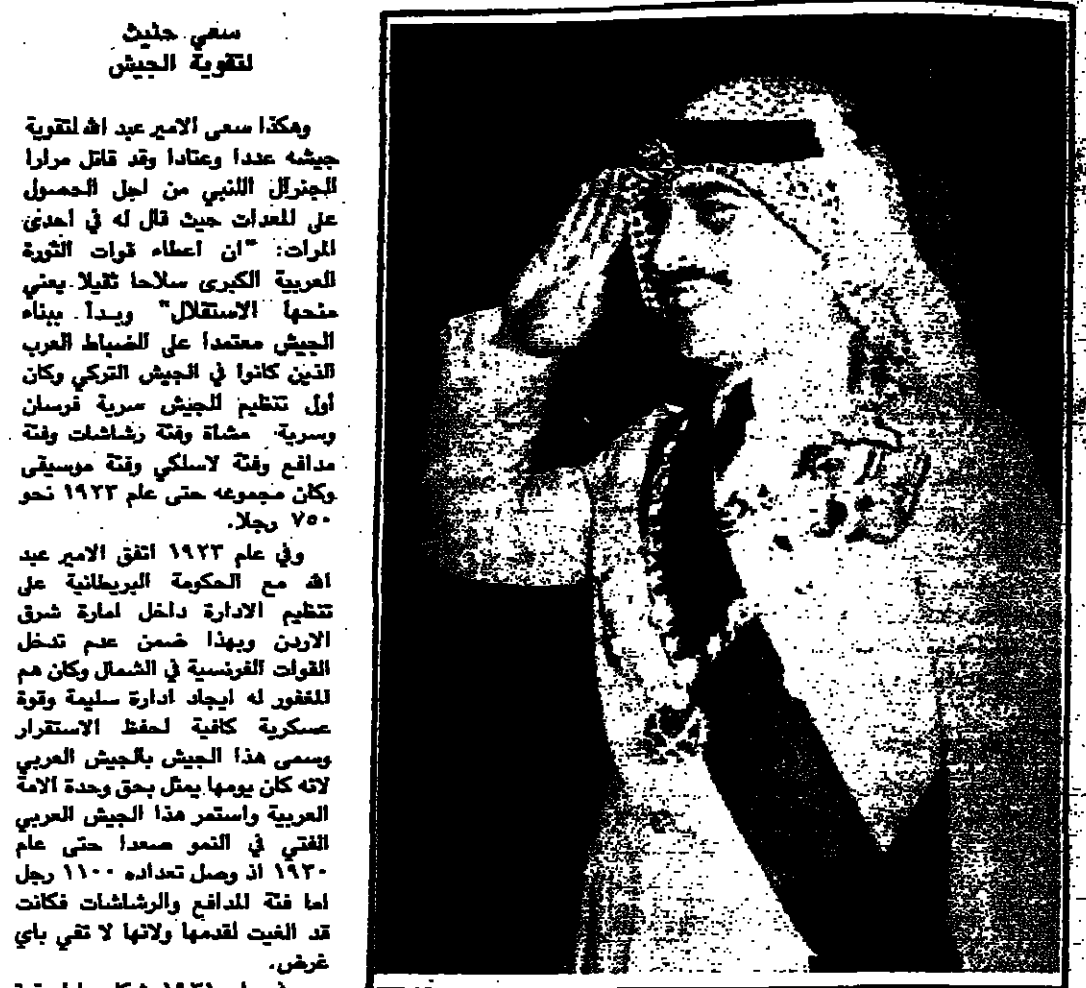 سعي حثيث
لتقوية الجيش
وهكذا سعى الامير عبد الله لتقوية
جيشه عددا وعتادا وقد قاتل مرارا
الجنرال اللنبي من اجل الحصول
على المعدات حيث قال له في احدى
المرات: "ان اعطاء قوات الثورة
العربية الكبرى سلاحا ثقيلا يعني
منحها الاستقلال" وبدأ ببناء
الجيش معتمدا على الضباط العرب
الذين كانوا في الجيش التركي وكان
أول تنظيم للجيش سرية فرسان
وسرية مشاة وفئة رشاشات وفئة
مدافع وفئة لاسلكي وفئة موسيقى
وكان مجموعه حتى عام ١٩٢٣ نحو
٧٥٠ رجلا.
وفي عام ١٩٢٣ اتفق الامير عبد
الله مع الحكومة البريطانية على
تنظيم الادارة داخل امارة شرق
الاردن وبهذا ضمن عدم تدخل
القوات الفرنسية في الشمال وكان هم
المغفور له ايجاد ادارة سليمة وقوة
عسكرية كافية لحفظ الاستقرار
وسمى هذا الجيش بالجيش العربي
لانه كان يومها يمثل بحق وحدة الامة
العربية واستمر هذا الجيش العربي
الفتي في النمو صعدا حتى عام
١٩٣٠ اذ وصل تعداده ١١٠٠ رجل
اما فئة المدافع والرشاشات فكانت
قد الغيت لقدمها ولانها لا تفي باي
غرض.